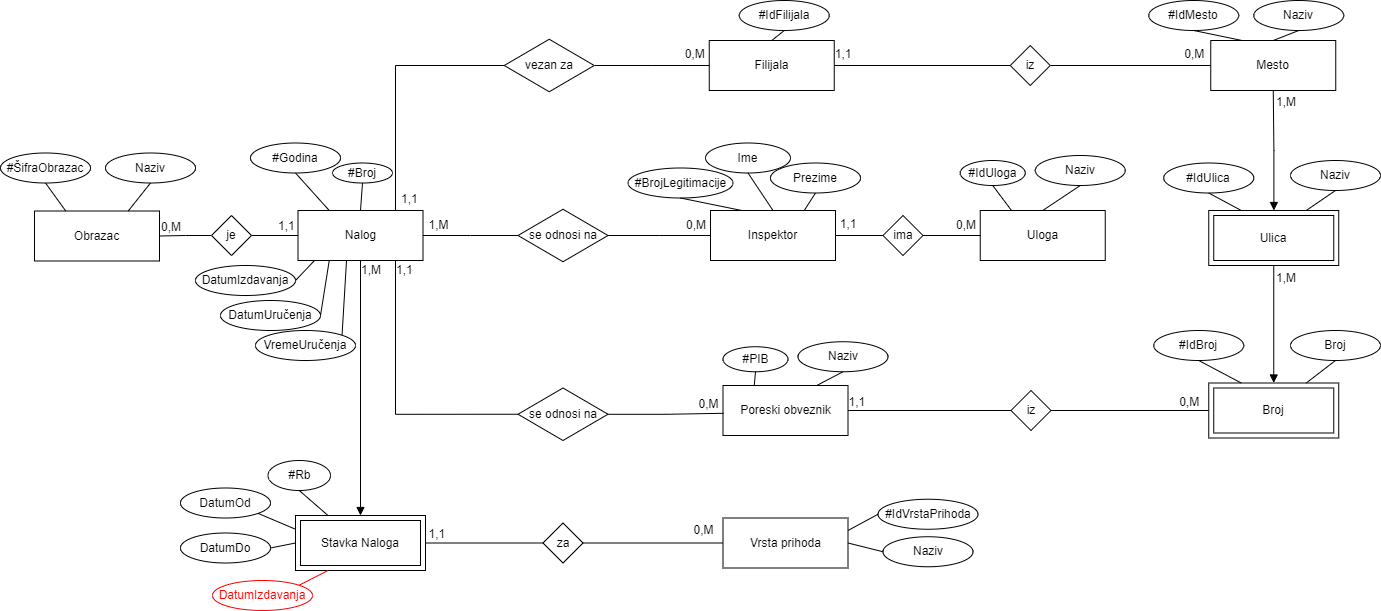 #IdFilijala
#IdMesto
Naziv
vezan za
0,M
Filijala
1,1
iz
0,M
Mesto
1,M
#ŠifraObrazac
Naziv
#Godina
#Broj
1,1
#BrojLegitimacije
Ime
Prezime
#IdUloga
Naziv
#IdUlica
Naziv
Obrazac
0,M
je
1,1
Nalog
1,M
se odnosi na
0,M
Inspektor
1,1
ima
0,M
Uloga
Ulica
1,M
DatumIzdavanja
1,M
1,1
DatumUručenja
VremeUručenja
#PIB
Naziv
#IdBroj
Broj
se odnosi na
0,M
Poreski obveznik
1,1
iz
0,M
Broj
#Rb
DatumOd
DatumDo
Stavka Naloga
1,1
za
0,M
Vrsta prihoda
#IdVrstaPrihoda
Naziv
DatumIzdavanja